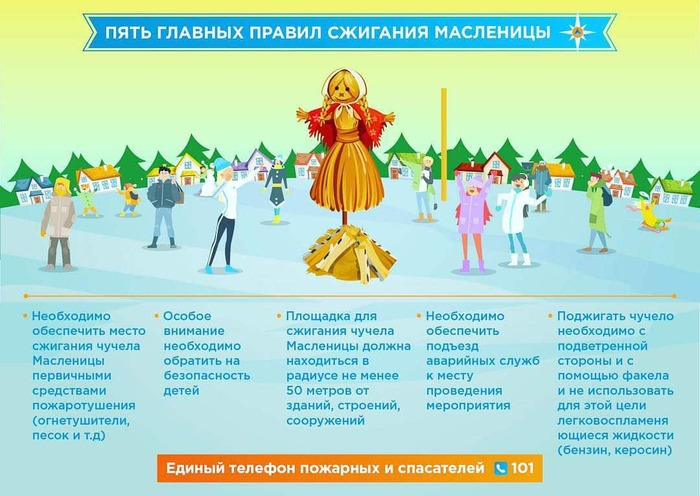 ПЯТЬ ГЛАВНЫХ ПРАВИЛ СЖИГАНИЯ МАСЛЕНИЦЫ
Необходимо
обеспечить место
сжигания чучела
Масленицы
первичными
средствами
пожаротушения
(огнетушители,
песок и т.д)
Особое
внимание
необходимо
обратить на
безопасность
детей
Площадка для
сжигания чучела
Масленицы должна
находиться в
радиусе не менее
50 метров от
зданий, строений,
сооружений
Необходимо
обеспечить
подъезд
аварийных служб
к месту
проведения
мероприятия
Поджигать чучело
необходимо с
подветренной
стороны и с
помощью факела
и не использовать
для этой цели
легковоспламеня
ющиеся жидкости
(бензин, керосин)
Единый телефон пожарных и спасателей 101